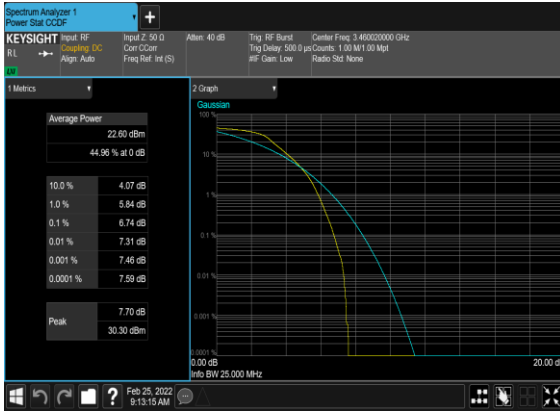 Spectrum Analyzer 1
Power Stat CCDF
+
KEYSIGHT
RL
Input: RF
Coupling: DC
Align: Auto
Input Z: 50 Ω
Corr CCorr
Freq Ref: Int (S)
Atten: 40 dB
Trig: RF Burst
Trig Delay: 500.0 µs
#IF Gain: Low
Center Freq: 3.460020000 GHz
Counts: 1.00 M/1.00 Mpt
Radio Std: None
1 Metrics
Average Power
22.60 dBm
44.96 % at 0 dB
10.0 % 4.07 dB
1.0 % 5.84 dB
0.1 % 6.74 dB
0.01 % 7.31 dB
0.001 % 7.46 dB
0.0001 % 7.59 dB
Peak
7.70 dB
30.30 dBm
2 Graph
Gaussian
100 %
10 %
1 %
0.1 %
0.01 %
0.001 %
0.0001 %
0.00 dB
20.00 d
Info BW 25.000 MHz
?
Feb 25, 2022
9:13:15 AM